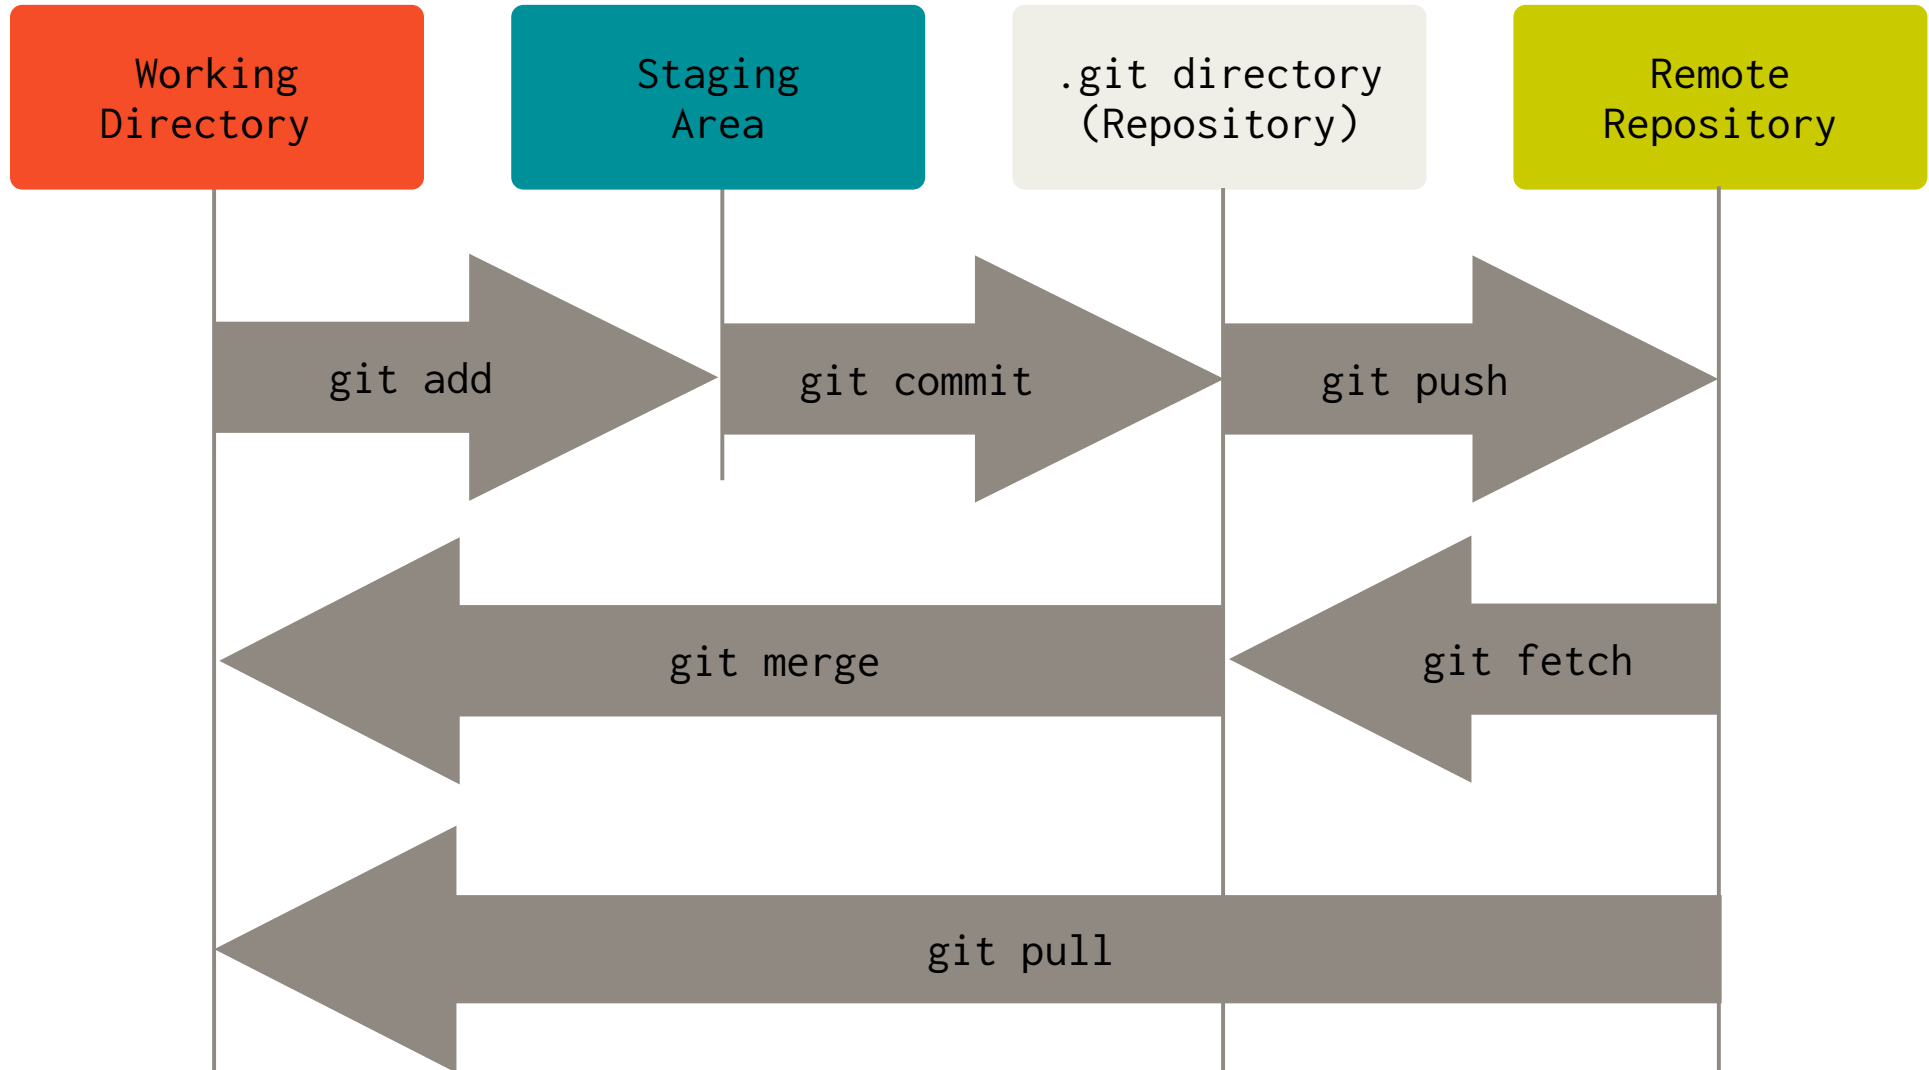 Working
Directory
Staging
Area
.git directory
(Repository)
Remote
Repository
git add
git commit
git push
git merge
git fetch
git pull